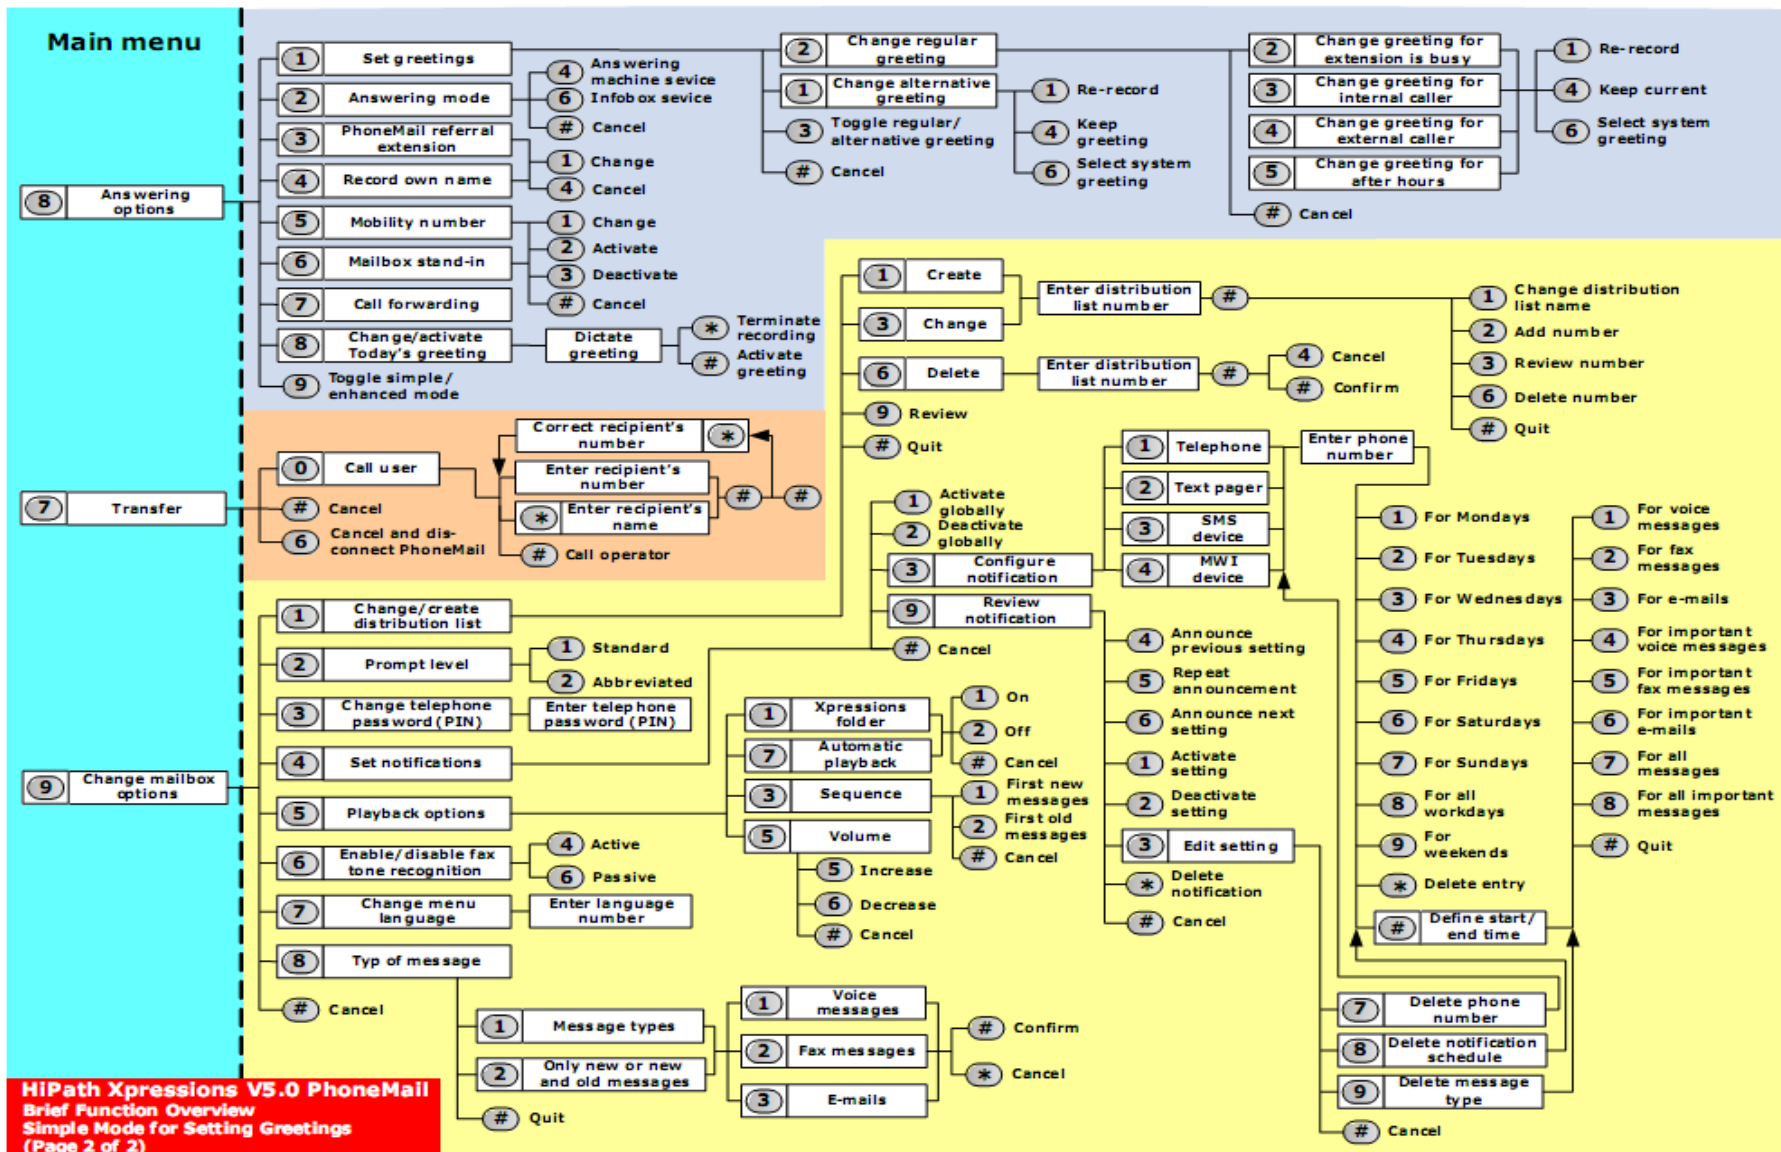 Main menu
8 Answering
options
1 Set greetings
2 Answering mode
3 PhoneMail referral
extension
4 Record own name
5 Mobility number
6 Mailbox stand-in
7 Call forwarding
8 Change/activate
Today's greeting
9 Toggle simple/
enhanced mode
4 Answering
machine sevice
6 Infobox sevice
# Cancel
1 Change
4 Cancel
1 Change
2 Activate
3 Deactivate
# Cancel
Dictate
greeting
* Terminate
recording
# Activate
greeting
2 Change regular
greeting
1 Change alternative
greeting
3 Toggle regular/
alternative greeting
# Cancel
1 Re-record
4 Keep
greeting
6 Select system
greeting
2 Change greeting for
extension is busy
3 Change greeting for
internal caller
4 Change greeting for
external caller
5 Change greeting for
after hours
# Cancel
1 Re-record
4 Keep current
6 Select system
greeting
7 Transfer
0 Call user
# Cancel
6 Cancel and dis-
connect PhoneMail
Correct recipient's
number *
Enter recipient's
number
* Enter recipient's
name
# Call operator
# #
9 Change mailbox
options
1 Change/create
distribution list
2 Prompt level
3 Change telephone
password (PIN)
4 Set notifications
5 Playback options
6 Enable/disable fax
tone recognition
7 Change menu
language
8 Typ of message
# Cancel
1 Create
3 Change
6 Delete
9 Review
# Quit
Enter distribution
list number #
1 Change distribution
list name
2 Add number
3 Review number
6 Delete number
# Quit
Enter distribution
list number #
4 Cancel
# Confirm
1 Standard
2 Abbreviated
Enter telephone
password (PIN)
1 Activate
globally
2 Deactivate
globally
3 Configure
notification
9 Review
notification
# Cancel
1 Telephone
2 Text pager
3 SMS
device
4 MWI
device
Enter phone
number
1 For Mondays
2 For Tuesdays
3 For Wednesdays
4 For Thursdays
5 For Fridays
6 For Saturdays
7 For Sundays
8 For all
workdays
9 For
weekends
* Delete entry
# Define start/
end time
1 For voice
messages
2 For fax
messages
3 For e-mails
4 For important
voice messages
5 For important
fax messages
6 For important
e-mails
7 For all
messages
8 For all important
messages
# Quit
4 Announce
previous setting
5 Repeat
announcement
6 Announce next
setting
1 Activate
setting
2 Deactivate
setting
3 Edit setting
* Delete
notification
# Cancel
7 Delete phone
number
8 Delete notification
schedule
9 Delete message
type
# Cancel
1 Xpressions
folder
7 Automatic
playback
3 Sequence
5 Volume
1 On
2 Off
# Cancel
1 First new
messages
2 First old
messages
# Cancel
5 Increase
6 Decrease
# Cancel
4 Active
6 Passive
Enter language
number
1 Message types
2 Only new or new
and old messages
# Quit
1 Voice
messages
2 Fax messages
3 E-mails
# Confirm
* Cancel
HiPath Xpressions V5.0 PhoneMail
Brief Function Overview
Simple Mode for Setting Greetings
(Page 2 of 2)